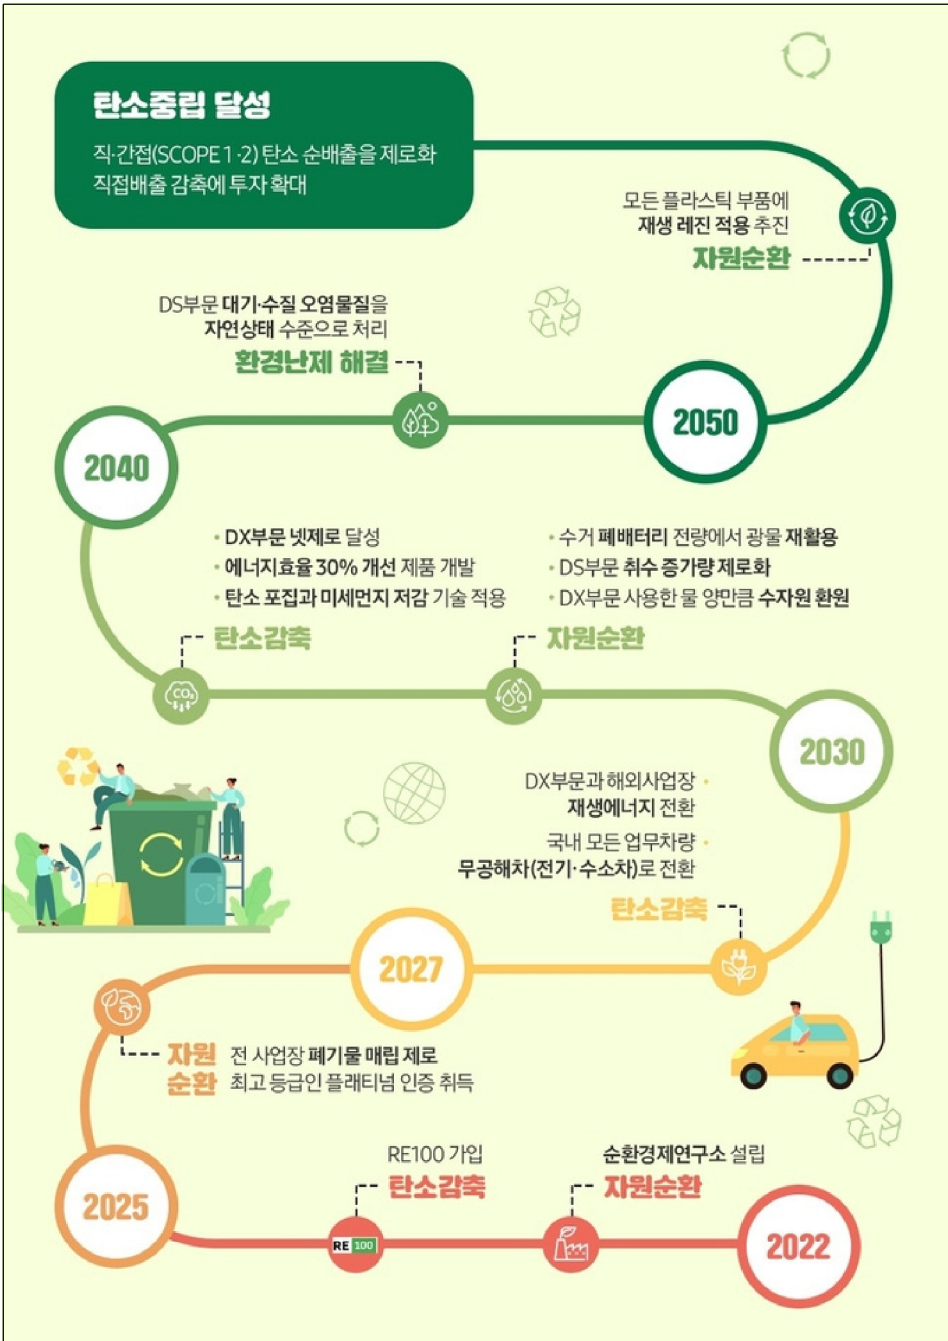 탄소중립 달성
직·간접(SCOPE 1·2) 탄소 순배출을 제로화
직접배출 감축에 투자 확대
모든 플라스틱 부품에
재생 레진 적용 추진
자원순환
DS부문 대기·수질 오염물질을
자연상태 수준으로 처리
환경난제 해결
2050
2040
• DX부문 넷제로 달성
• 에너지효율 30% 개선 제품 개발
• 탄소 포집과 미세먼지 저감 기술 적용
탄소감축
• 수거 폐배터리 전량에서 광물 재활용
• DS부문 취수 증가량 제로화
• DX부문 사용한 물 양만큼 수자원 환원
자원순환
CO₂
2030
DX부문과 해외사업장 •
재생에너지 전환
국내 모든 업무차량 •
무공해차(전기·수소차)로 전환
탄소감축
2027
자원
순환
전 사업장 폐기물 매립 제로
최고 등급인 플래티넘 인증 취득
2025
RE100 가입
탄소감축
RE 100
순환경제연구소 설립
자원순환
2022